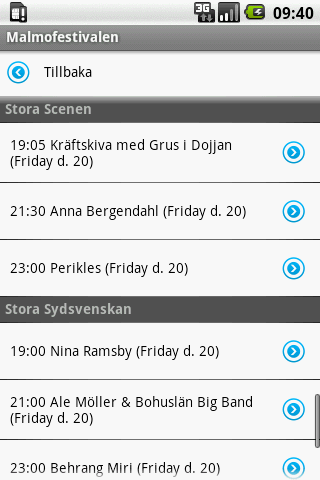 3G
09:40
Malmofestivalen
Tillbaka
Stora Scenen
19:05 Kräftskiva med Grus i Dojjan
(Friday d. 20)
21:30 Anna Bergendahl (Friday d. 20)
23:00 Perikles (Friday d. 20)
Stora Sydsvenskan
19:00 Nina Ramsby (Friday d. 20)
21:00 Ale Möller & Bohuslän Big Band
(Friday d. 20)
23:00 Behrang Miri (Friday d. 20)